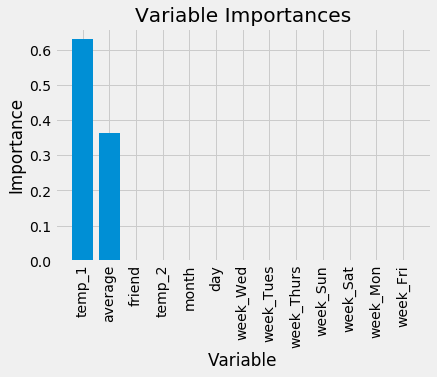 Variable Importances
Importance
0.6
0.5
0.4
0.3
0.2
0.1
0.0
temp_1
average
friend
temp_2
month
day
week_Wed
week_Tues
week_Thurs
week_Sun
week_Sat
week_Mon
week_Fri
Variable